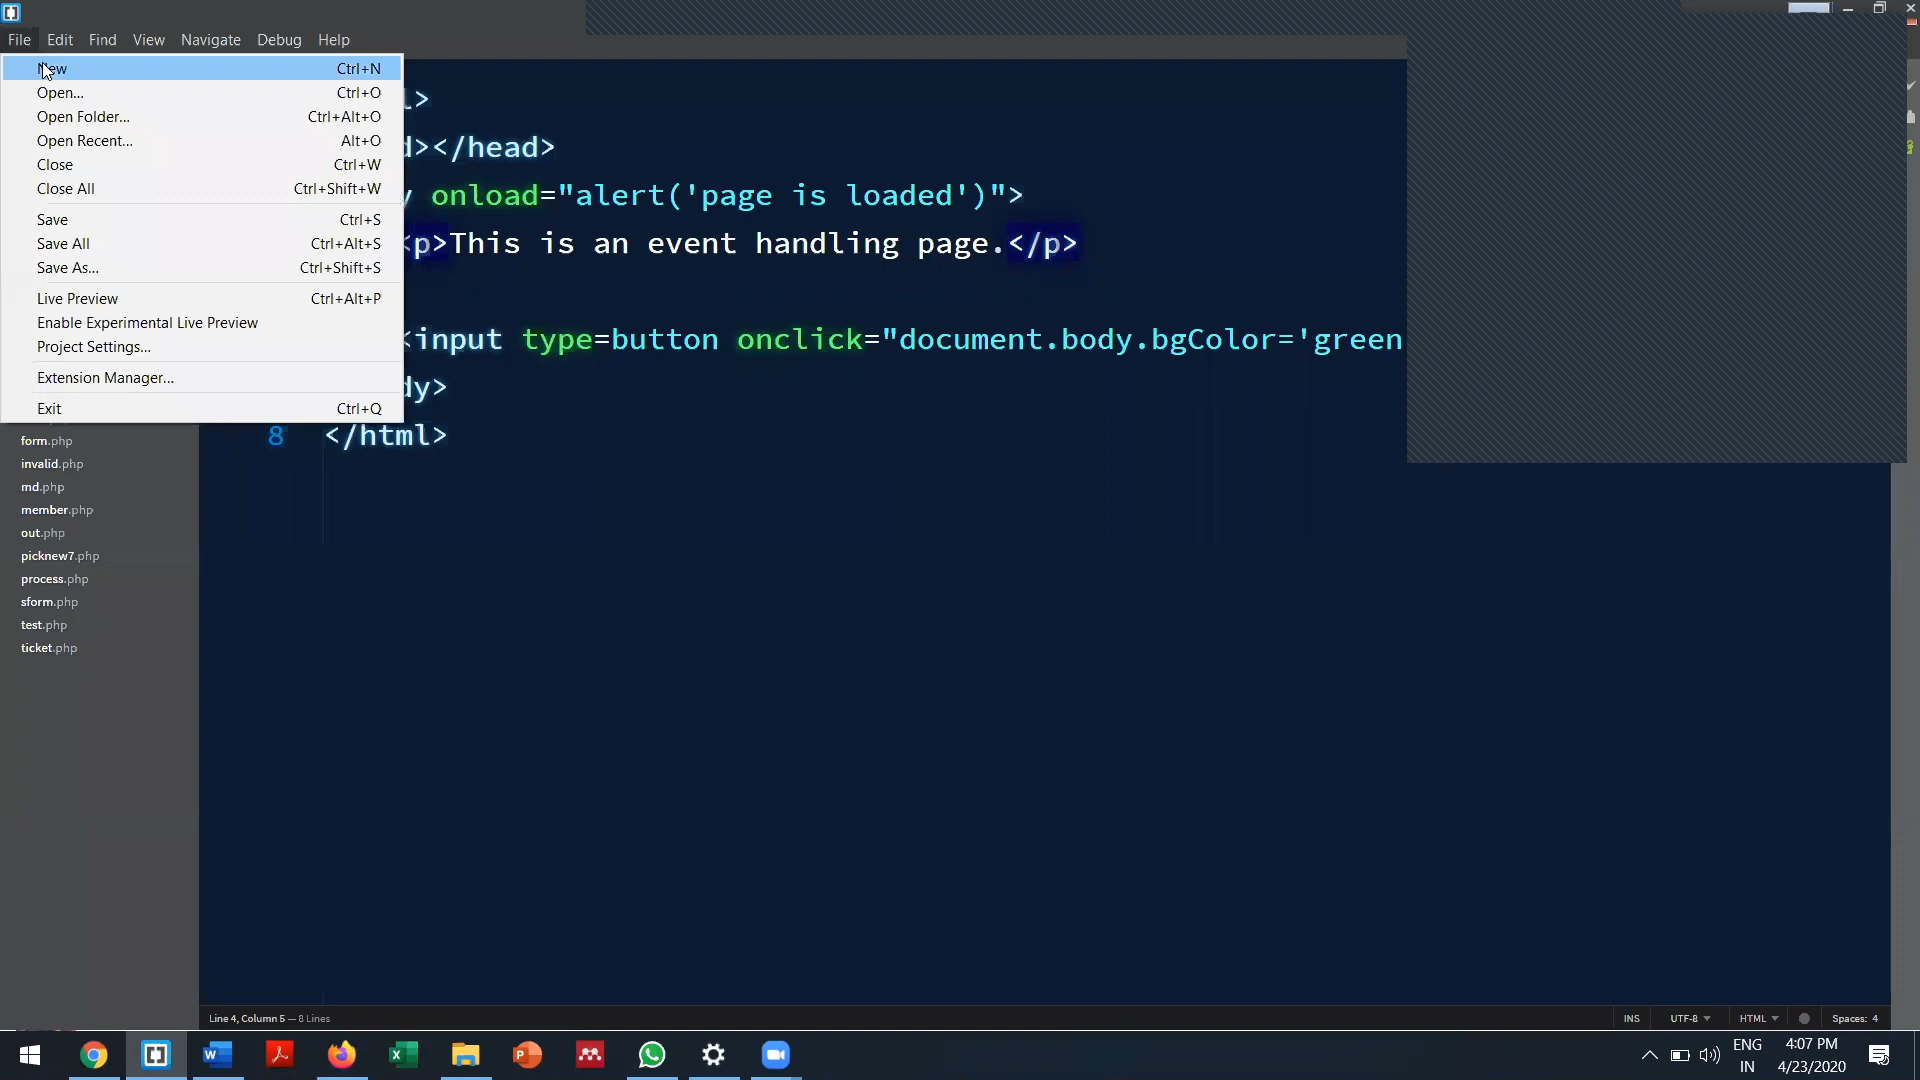 File Edit Find View Navigate Debug Help
New Ctrl+N
Open... Ctrl+O
Open Folder... Ctrl+Alt+O
Open Recent... Alt+O
Close Ctrl+W
Close All Ctrl+Shift+W
Save Ctrl+S
Save All Ctrl+Alt+S
Save As... Ctrl+Shift+S
Live Preview Ctrl+Alt+P
Enable Experimental Live Preview
Project Settings...
Extension Manager...
Exit Ctrl+Q
l>
d></head>
y onload="alert('page is loaded')">
<p>This is an event handling page.</p>
<input type=button onclick="document.body.bgColor='green
dy>
8 </html>
form.php
invalid.php
md.php
member.php
out.php
picknew7.php
process.php
sform.php
test.php
ticket.php
Line 4, Column 5 — 8 Lines
INS UTF-8 HTML Spaces: 4
ENG
IN
4:07 PM
4/23/2020